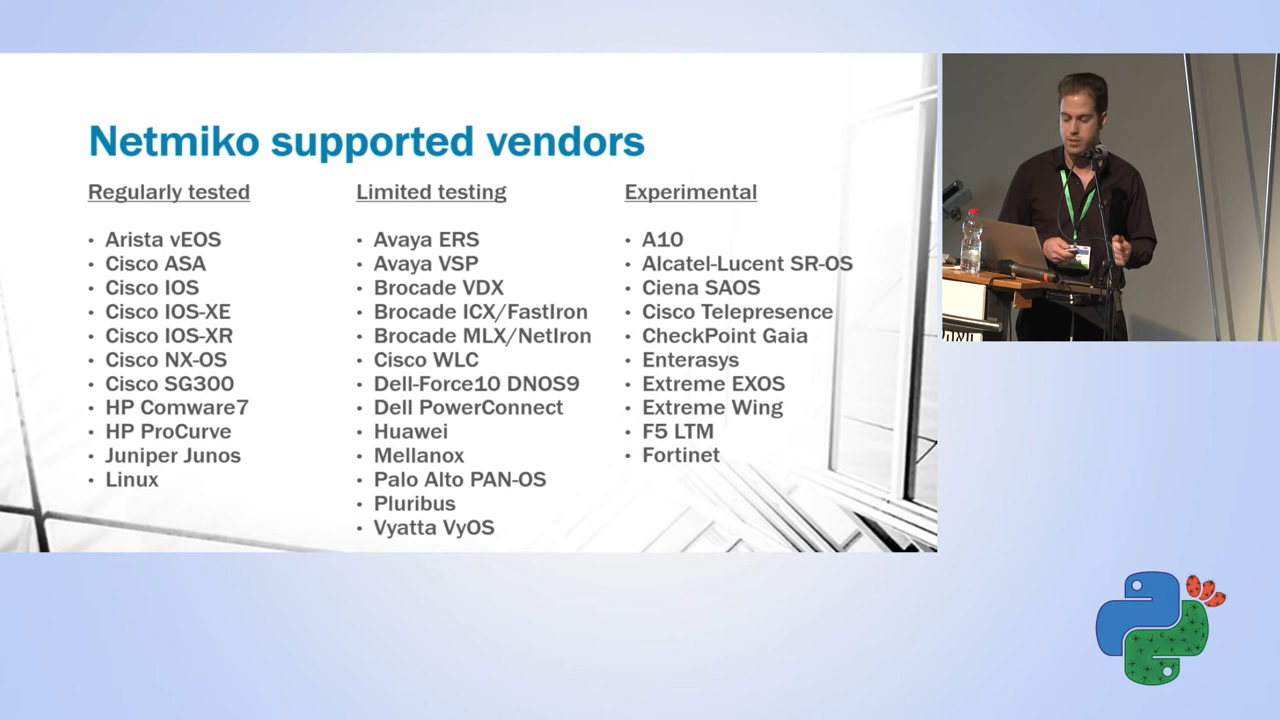 Netmiko supported vendors
Regularly tested
• Arista vEOS
• Cisco ASA
• Cisco IOS
• Cisco IOS-XE
• Cisco IOS-XR
• Cisco NX-OS
• Cisco SG300
• HP Comware7
• HP ProCurve
• Juniper Junos
• Linux
Limited testing
• Avaya ERS
• Avaya VSP
• Brocade VDX
• Brocade ICX/FastIron
• Brocade MLX/NetIron
• Cisco WLC
• Dell-Force10 DNOS9
• Dell PowerConnect
• Huawei
• Mellanox
• Palo Alto PAN-OS
• Pluribus
• Vyatta VyOS
Experimental
• A10
• Alcatel-Lucent SR-OS
• Ciena SAOS
• Cisco Telepresence
• CheckPoint Gaia
• Enterasys
• Extreme EXOS
• Extreme Wing
• F5 LTM
• Fortinet